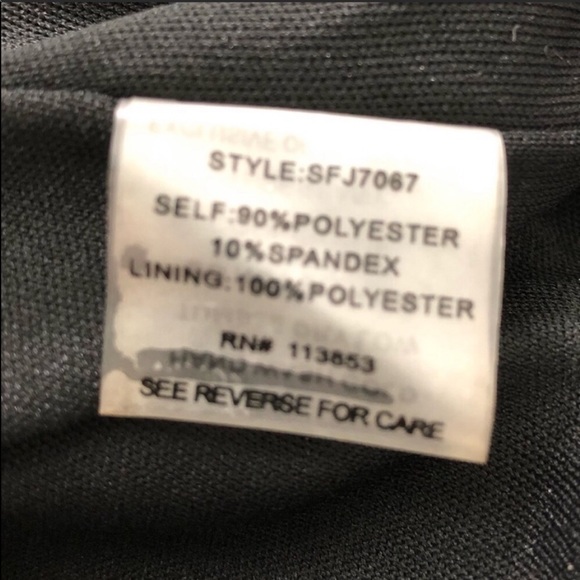 STYLE:SFJ7067
SELF:90%POLYESTER
10%SPANDEX
LINING:100%POLYESTER
RN# 113853
SEE REVERSE FOR CARE